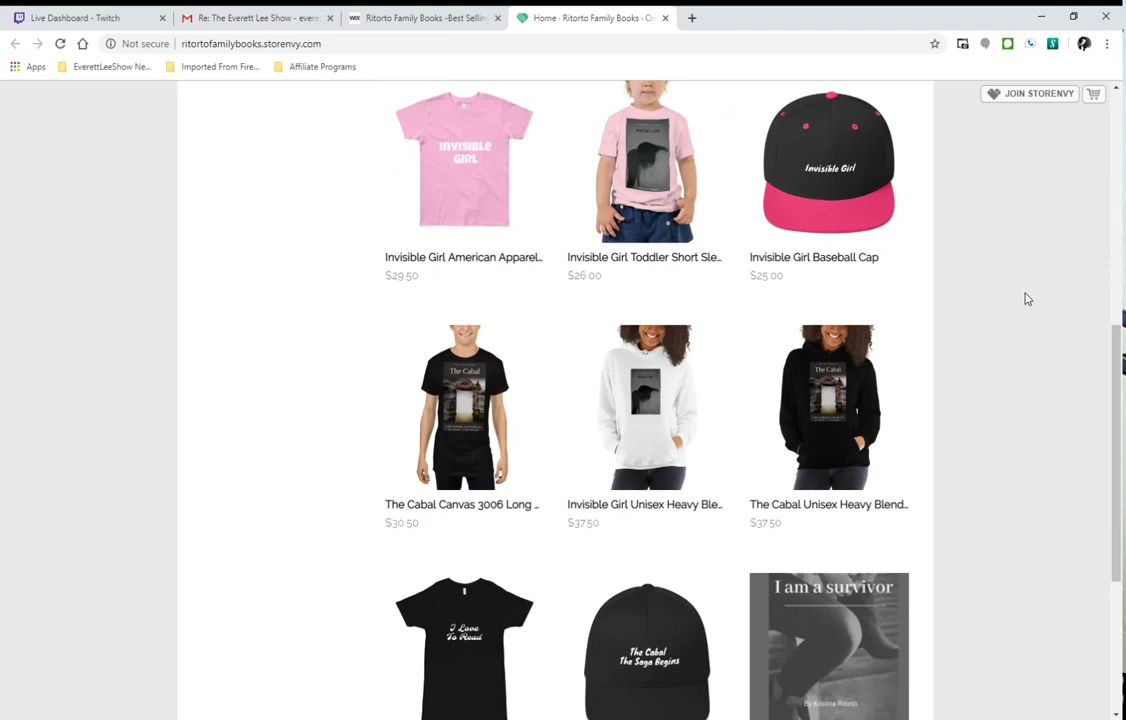 Live Dashboard - Twitch
Re: The Everett Lee Show - evere
WIX
Ritorto Family Books -Best Selling
Home · Ritorto Family Books · On
Not secure
ritortofamilybooks.storenvy.com
Apps
EverettLeeShow Ne...
Imported From Fire...
Affiliate Programs
JOIN STORENVY
INVISIBLE
GIRL
Invisible Girl
Invisible Girl American Apparel...
Invisible Girl Toddler Short Sle...
Invisible Girl Baseball Cap
$29.50
$26.00
$25.00
The Cabal
The Cabal
The Cabal Canvas 3006 Long ...
Invisible Girl Unisex Heavy Ble...
The Cabal Unisex Heavy Blend...
$30.50
$37.50
$37.50
I Love
To Read
The Cabal
The Saga Begins
I am a survivor
By Kristina Ritorto